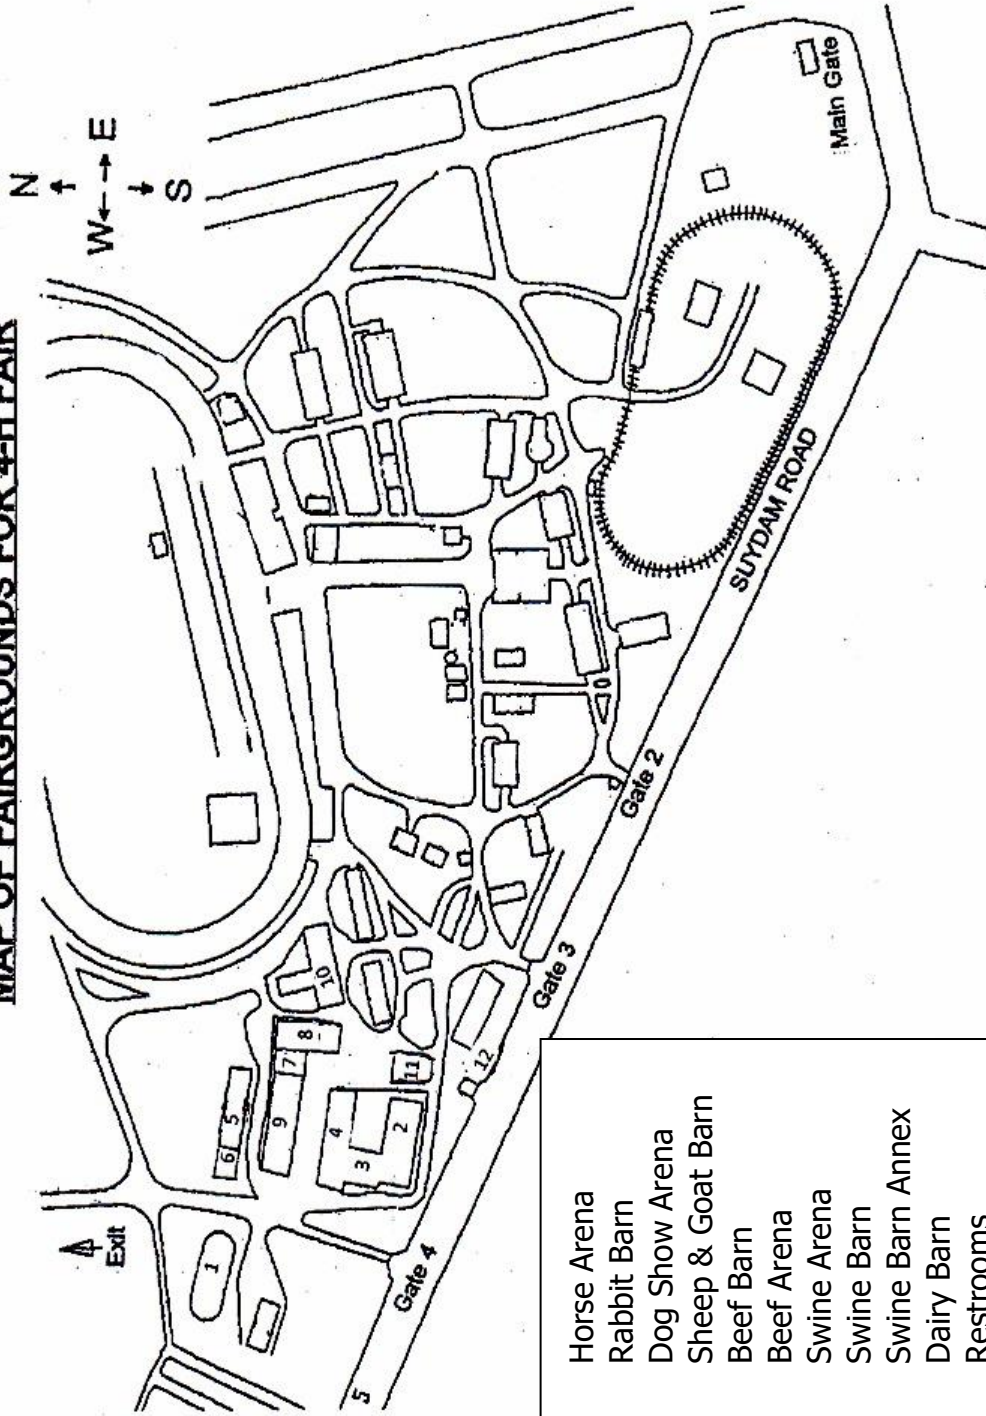 MAP OF FAIRGROUNDS FOR 4-H FAIR
N
W E
S
Main Gate
SUYDAM ROAD
Gate 2
Gate 3
Gate 4
5
Exit
1
2
3
4
5
6
7
8
9
10
11
12
Horse Arena
Rabbit Barn
Dog Show Arena
Sheep & Goat Barn
Beef Barn
Beef Arena
Swine Arena
Swine Barn
Swine Barn Annex
Dairy Barn
Restrooms